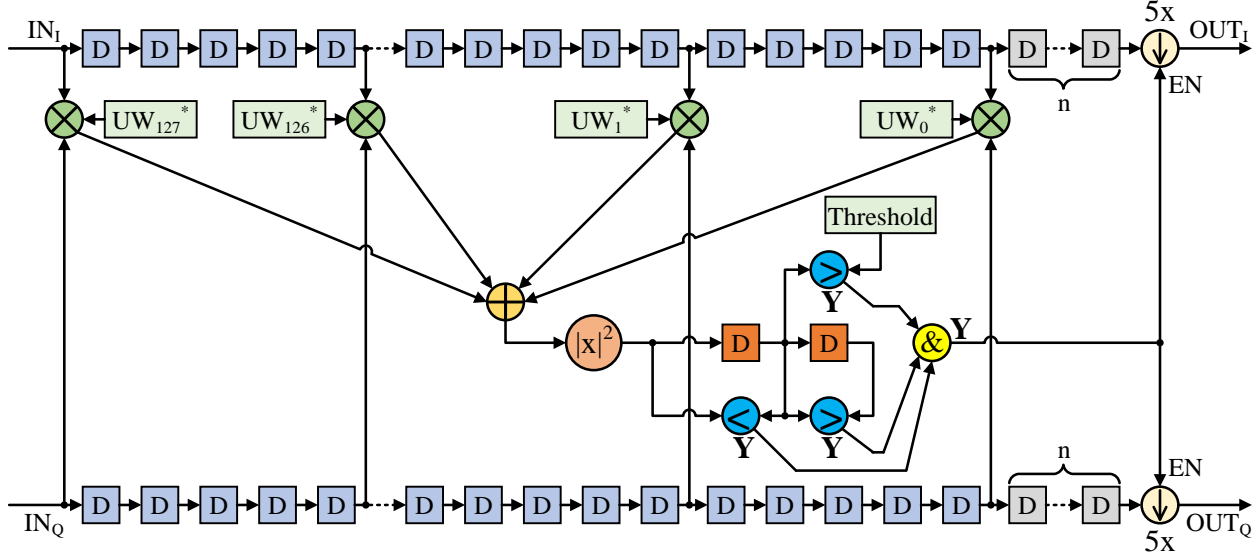 5x
IN_I D D D D D D D D D D D D D D D D D OUT_I
n EN
UW_127^* UW_126^* UW_1^* UW_0^*
Threshold
>
Y
|x|^2 D D & Y
< >
Y Y
n EN
IN_Q D D D D D D D D D D D D D D D D D OUT_Q
5x